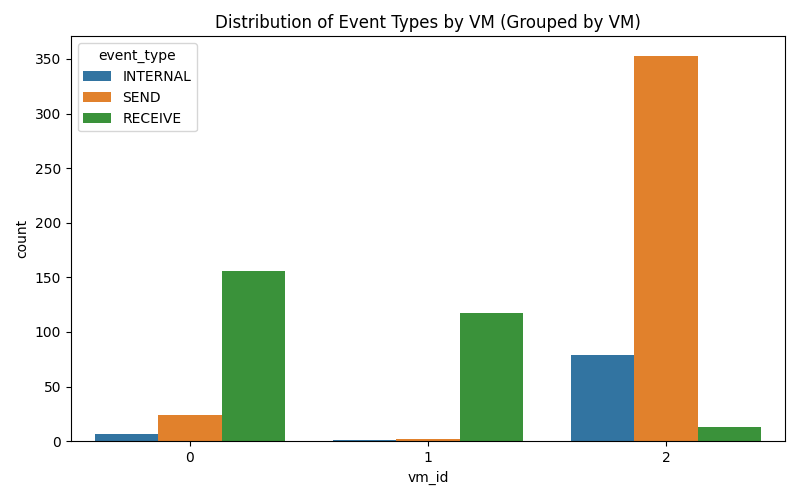 Distribution of Event Types by VM (Grouped by VM)
event_type
INTERNAL
SEND
RECEIVE
count
350
300
250
200
150
100
50
0
0 1 2
vm_id